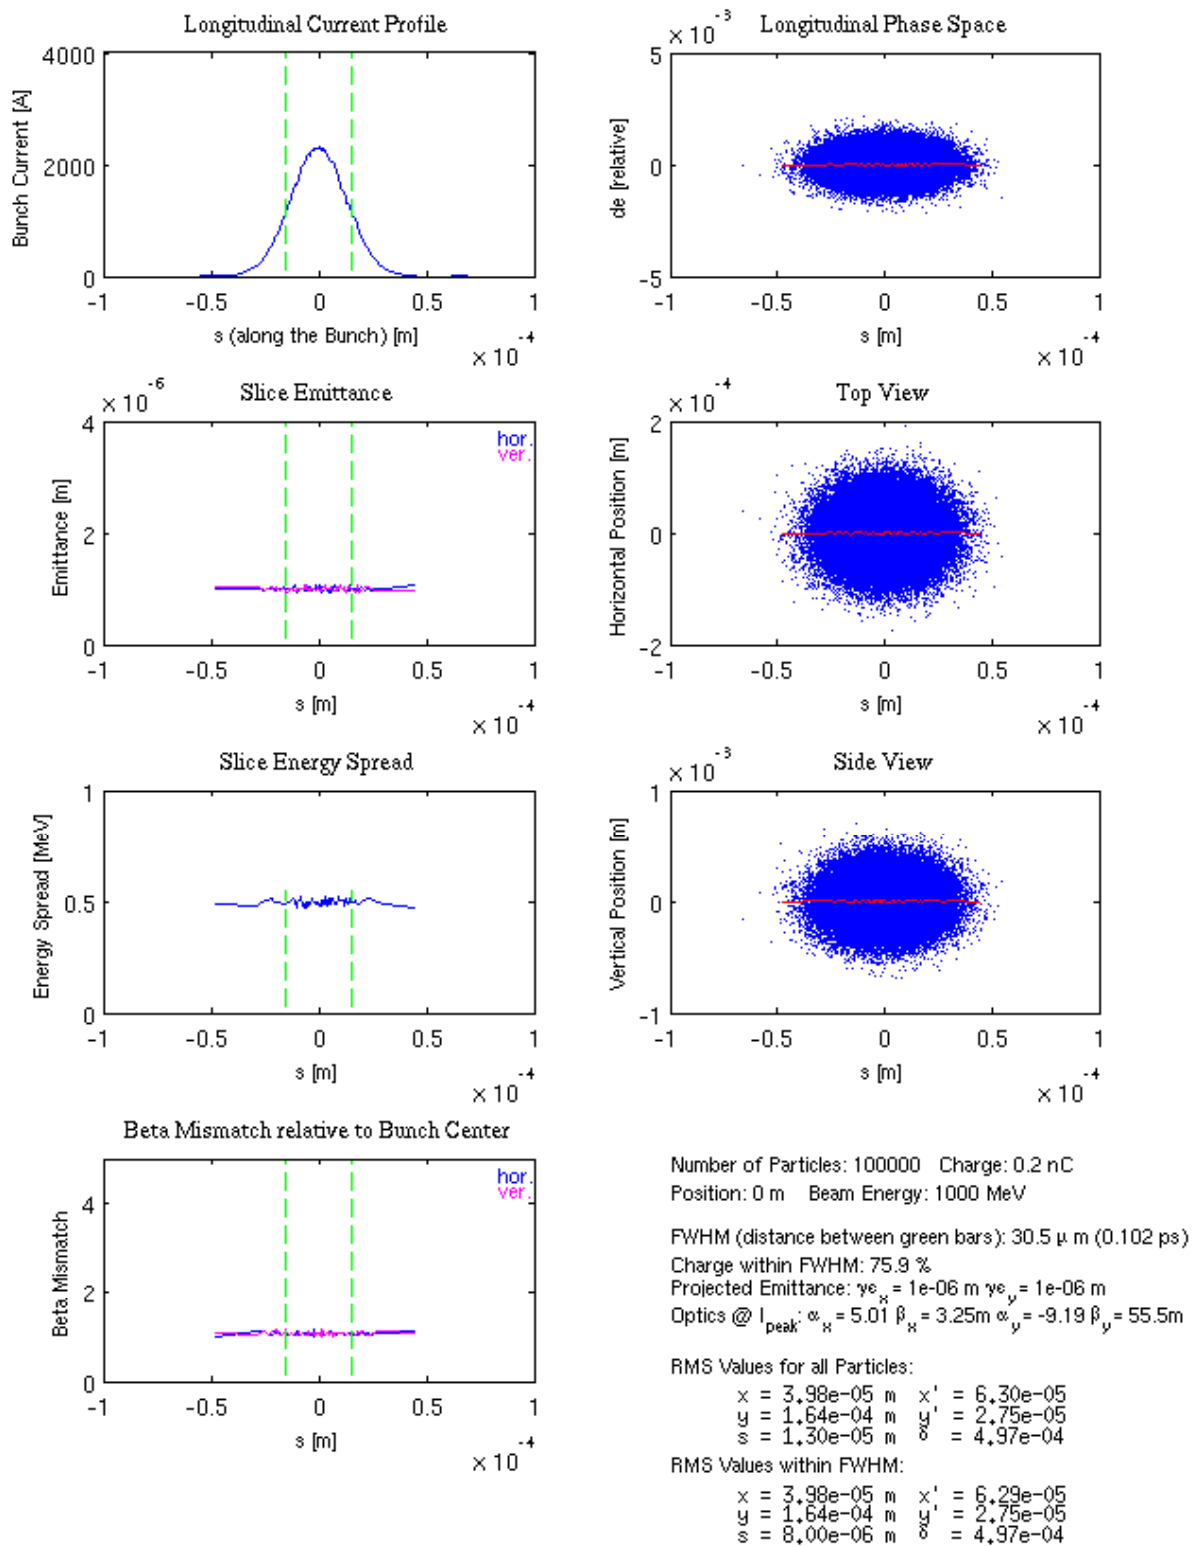 Longitudinal Current Profile
4000
2000
0
Bunch Current [A]
-1 -0.5 0 0.5 1
s (along the Bunch) [m]
× 10 -4
Longitudinal Phase Space
× 10 -3
5
0
-5
de [relative]
-1 -0.5 0 0.5 1
s [m]
× 10 -4
Slice Emittance
× 10 -6
4
2
0
Emittance [m]
hor.
ver.
-1 -0.5 0 0.5 1
s [m]
× 10 -4
Top View
× 10 -4
2
0
-2
Horizontal Position [m]
-1 -0.5 0 0.5 1
s [m]
× 10 -4
Slice Energy Spread
1
0.5
0
Energy Spread [MeV]
-1 -0.5 0 0.5 1
s [m]
× 10 -4
Side View
× 10 -3
1
0
-1
Vertical Position [m]
-1 -0.5 0 0.5 1
s [m]
× 10 -4
Beta Mismatch relative to Bunch Center
4
2
0
Beta Mismatch
hor.
ver.
-1 -0.5 0 0.5 1
s [m]
× 10 -4
Number of Particles: 100000 Charge: 0.2 nC
Position: 0 m Beam Energy: 1000 MeV
FWHM (distance between green bars): 30.5 μ m (0.102 ps)
Charge within FWHM: 75.9 %
Projected Emittance: γe_x = 1e-06 m γe_y = 1e-06 m
Optics @ I_peak: α_x = 5.01 β_x = 3.25m α_y = -9.19 β_y = 55.5m
RMS Values for all Particles:
x = 3.98e-05 m x' = 6.30e-05
y = 1.64e-04 m y' = 2.75e-05
s = 1.30e-05 m δ = 4.97e-04
RMS Values within FWHM:
x = 3.98e-05 m x' = 6.29e-05
y = 1.64e-04 m y' = 2.75e-05
s = 8.00e-06 m δ = 4.97e-04